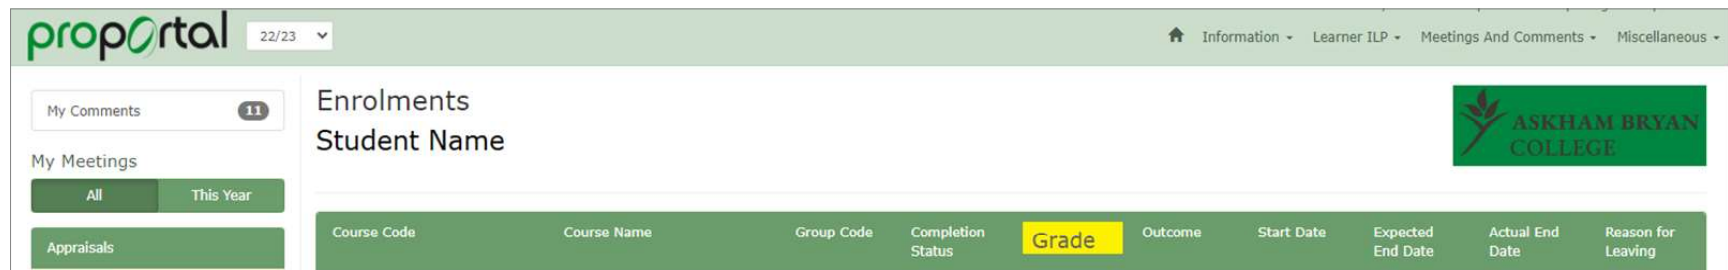 proportal
22/23
Information
Learner ILP
Meetings And Comments
Miscellaneous
My Comments
11
My Meetings
All
This Year
Appraisals
Enrolments
Student Name
ASKHAM BRYAN
COLLEGE
Course Code
Course Name
Group Code
Completion
Status
Grade
Outcome
Start Date
Expected
End Date
Actual End
Date
Reason for
Leaving